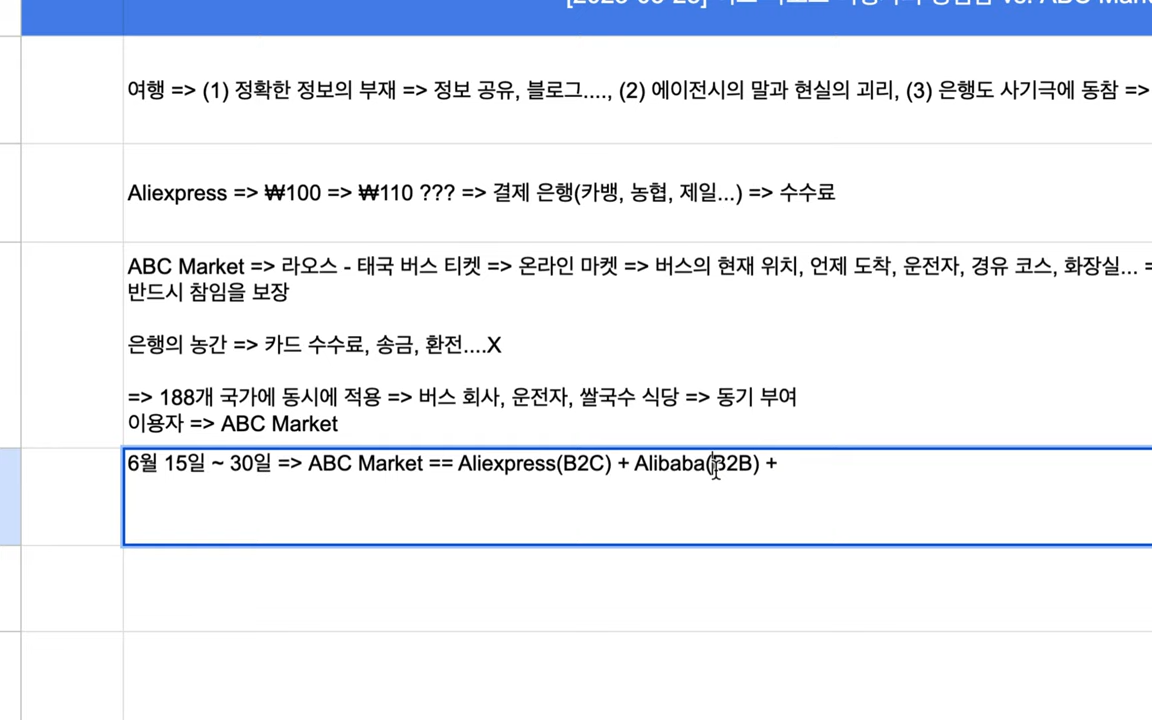 vs. ABC
여행 => (1) 정확한 정보의 부재 => 정보 공유, 블로그...., (2) 에이전시의 말과 현실의 괴리, (3) 은행도 사기극에 동참 =>
Aliexpress => ₩100 => ₩110 ??? => 결제 은행(카뱅, 농협, 제일...) => 수수료
ABC Market => 라오스 - 태국 버스 티켓 => 온라인 마켓 => 버스의 현재 위치, 언제 도착, 운전자, 경유 코스, 화장실... =
반드시 참임을 보장
은행의 농간 => 카드 수수료, 송금, 환전....X
=> 188개 국가에 동시에 적용 => 버스 회사, 운전자, 쌀국수 식당 => 동기 부여
이용자 => ABC Market
6월 15일 ~ 30일 => ABC Market == Aliexpress(B2C) + Alibaba(B2B) +